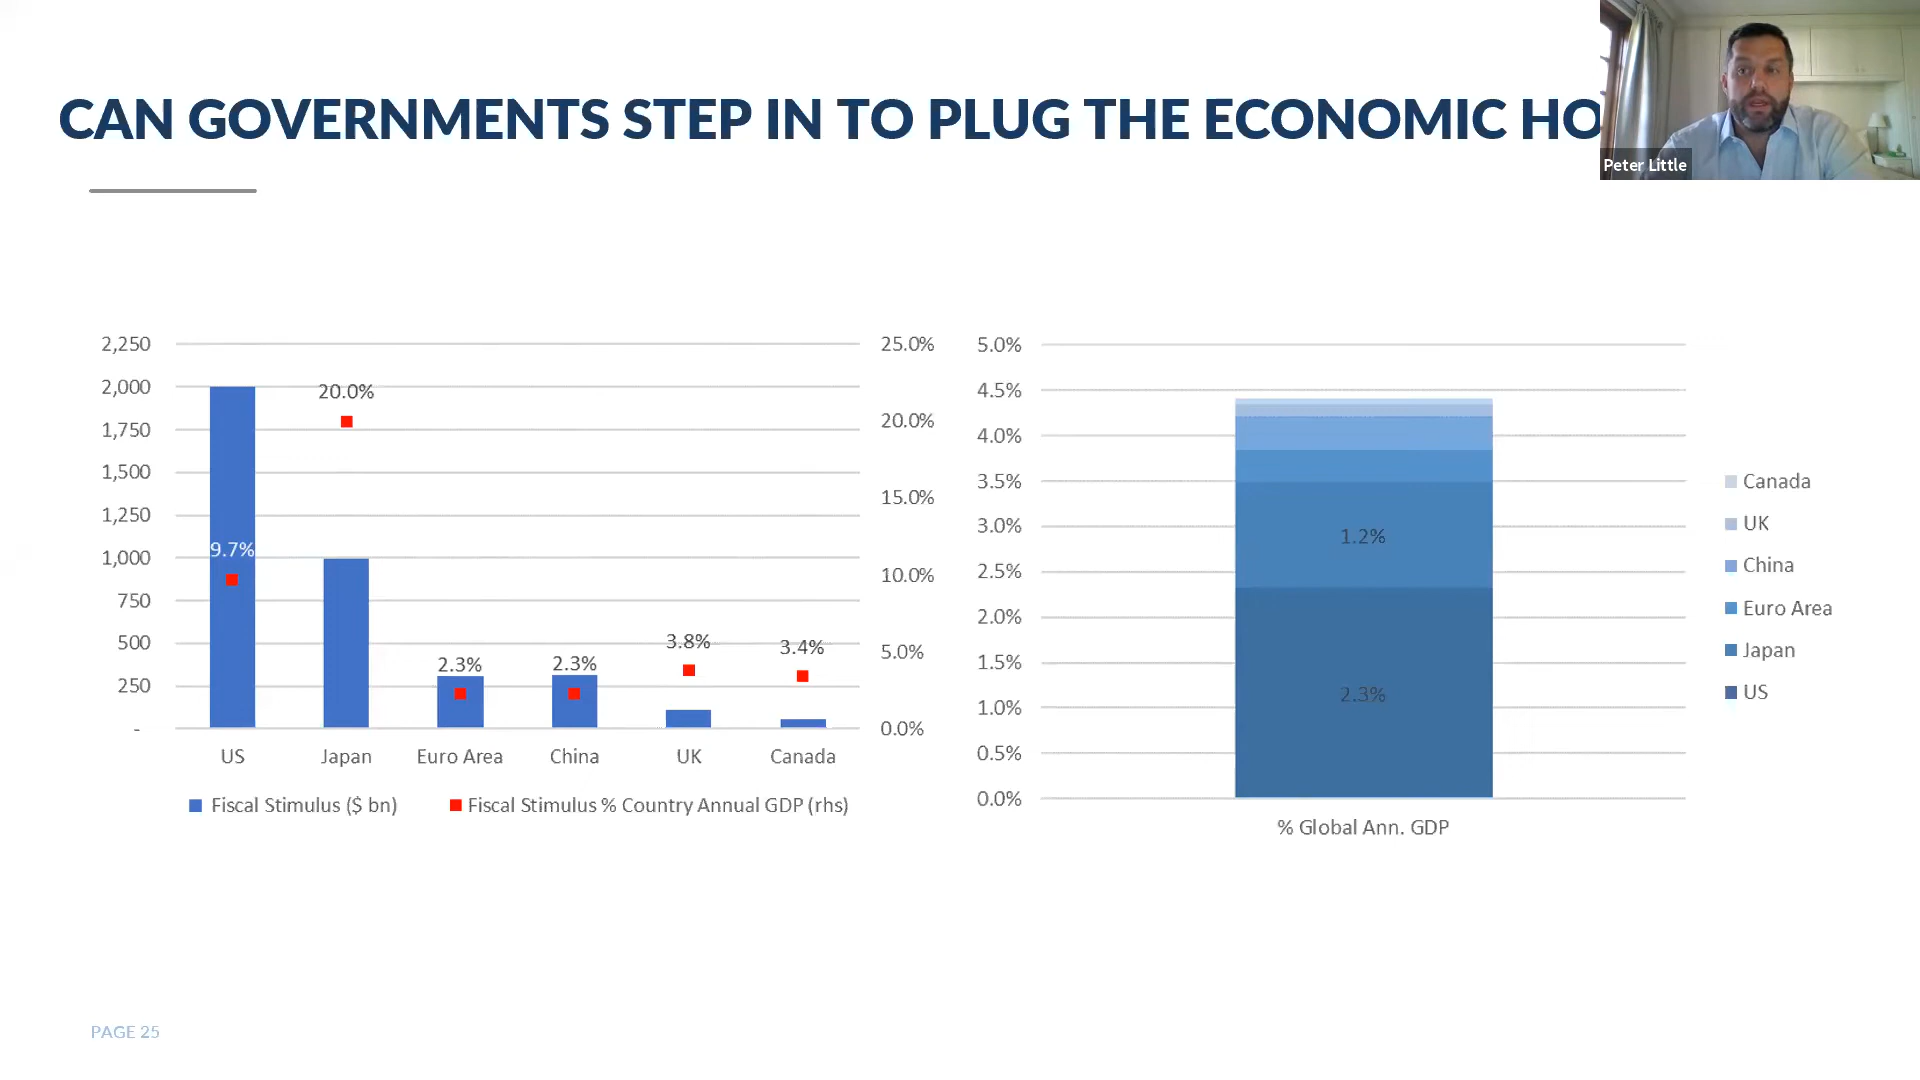 CAN GOVERNMENTS STEP IN TO PLUG THE ECONOMIC HO
Peter Little
2,250
2,000
1,750
1,500
1,250
1,000
750
500
250
-
25.0%
20.0%
15.0%
10.0%
5.0%
0.0%
9.7%
20.0%
2.3%
2.3%
3.8%
3.4%
US Japan Euro Area China UK Canada
Fiscal Stimulus ($ bn) Fiscal Stimulus % Country Annual GDP (rhs)
5.0%
4.5%
4.0%
3.5%
3.0%
2.5%
2.0%
1.5%
1.0%
0.5%
0.0%
1.2%
2.3%
% Global Ann. GDP
Canada
UK
China
Euro Area
Japan
US
PAGE 25